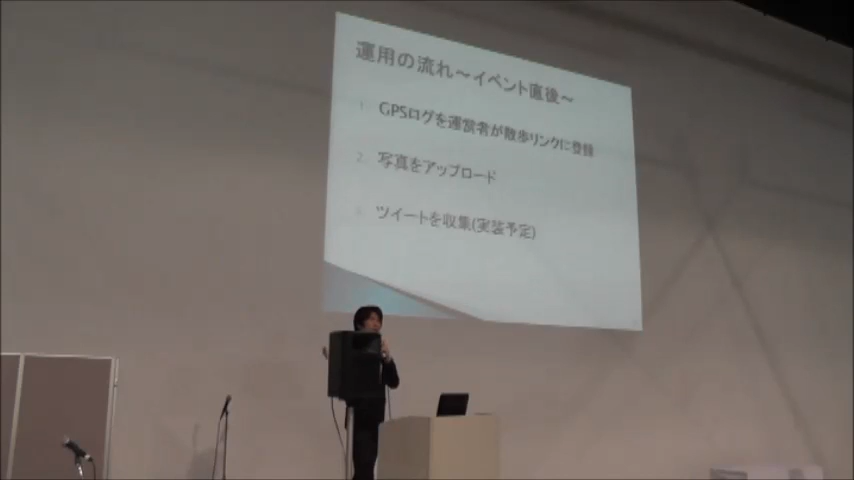 運用の流れ～イベント直後～
1. GPSログを運営者が散歩リンクに登録
2. 写真をアップロード
3. ツイートを収集(実装予定)